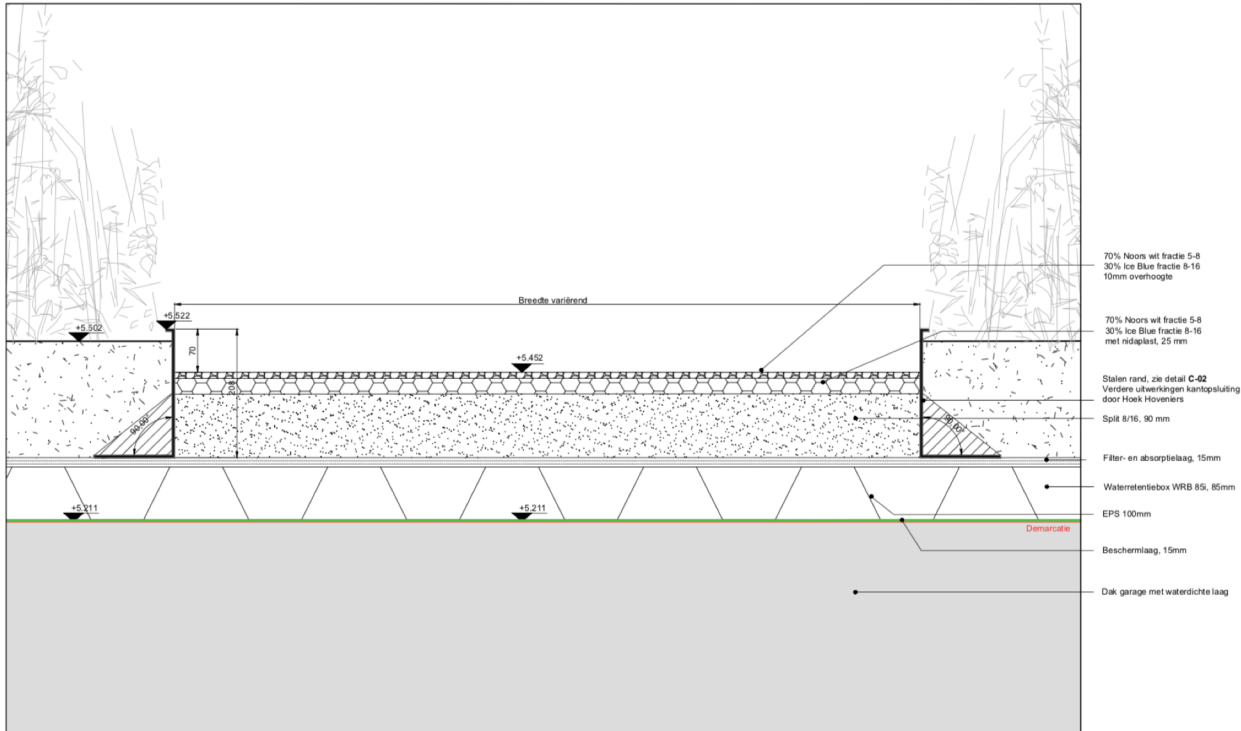 70% Noors wit fractie 5-8
30% Ice Blue fractie 8-16
10mm overhoogte
Breedte variërend
+5.522
+5.502
70% Noors wit fractie 5-8
30% Ice Blue fractie 8-16
met nidaplast, 25 mm
70
+5.452
208
Stalen rand, zie detail C-02
Verdere uitwerkingen kantopsluiting
door Hoek Hoveniers
90.00°
90.00°
Split 8/16, 90 mm
Filter- en absorptielaag, 15mm
Waterretentiebox WRB 85i, 85mm
+5.211
+5.211
EPS 100mm
Demarcatie
Beschermlaag, 15mm
Dak garage met waterdichte laag